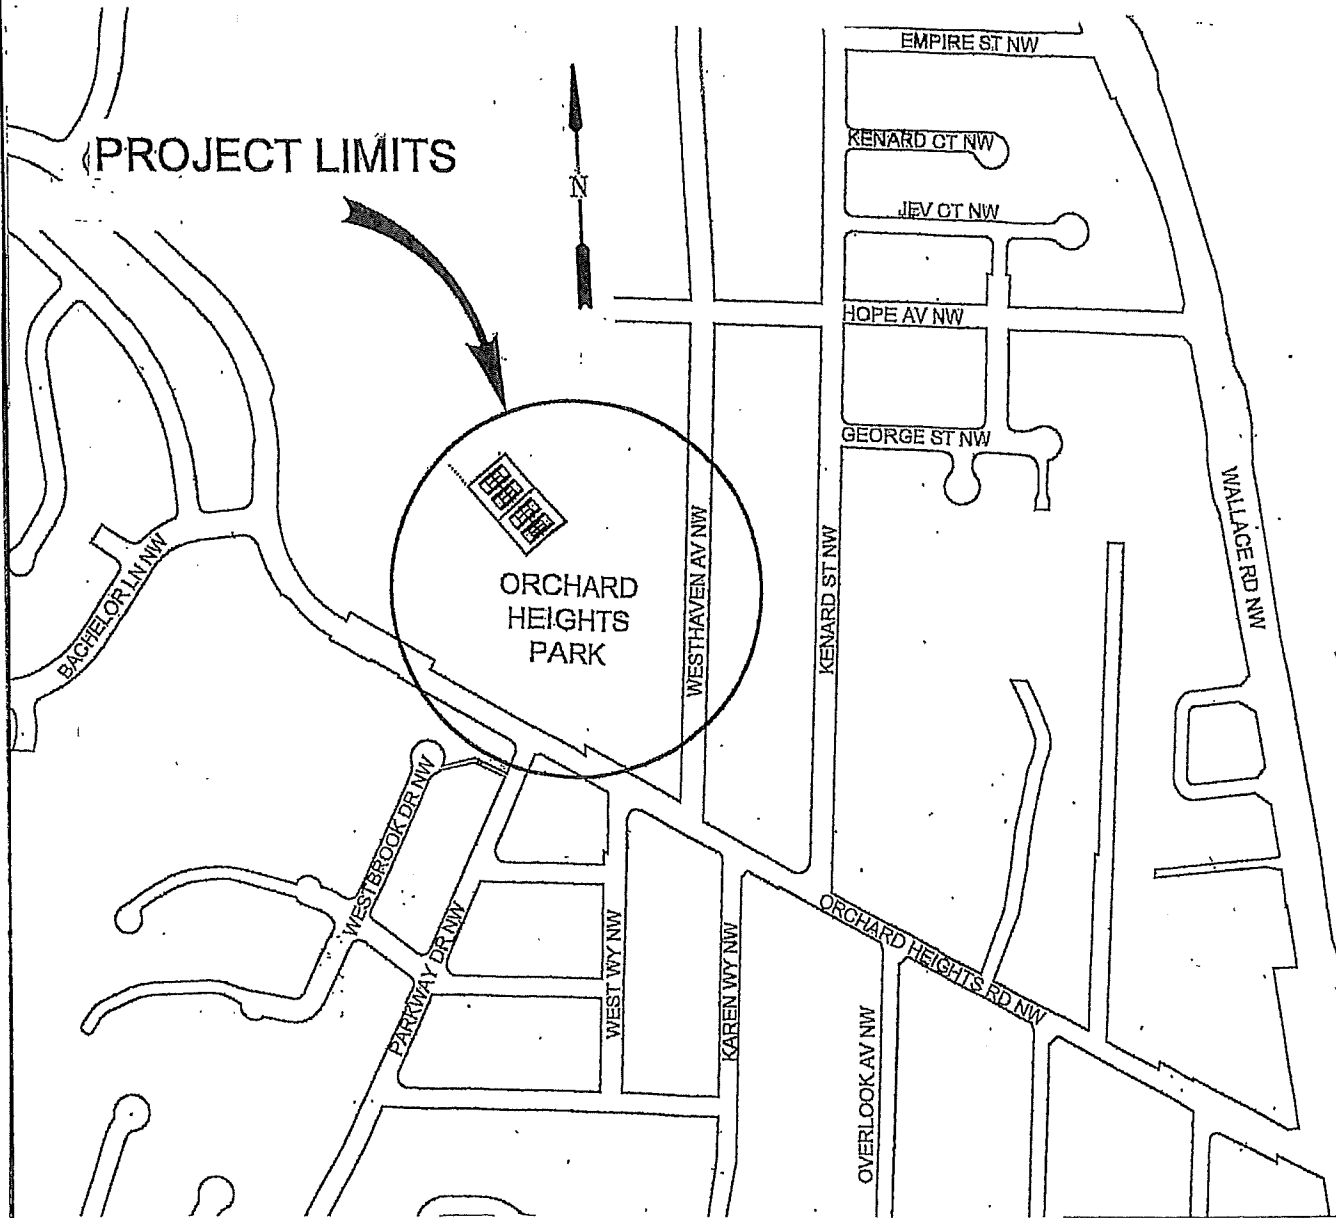 EMPIRE ST NW
KENARD CT NW
PROJECT LIMITS
N
JEV CT NW
HOPE AV NW
GEORGE ST NW
WALLACE RD NW
WESTHAVEN AV NW
KENARD ST NW
BACHELOR LN NW
ORCHARD
HEIGHTS
PARK
WESTBROOK DR NW
PARKWAY DR NW
WEST WY NW
KAREN WY NW
ORCHARD HEIGHTS RD NW
OVERLOOK AV NW